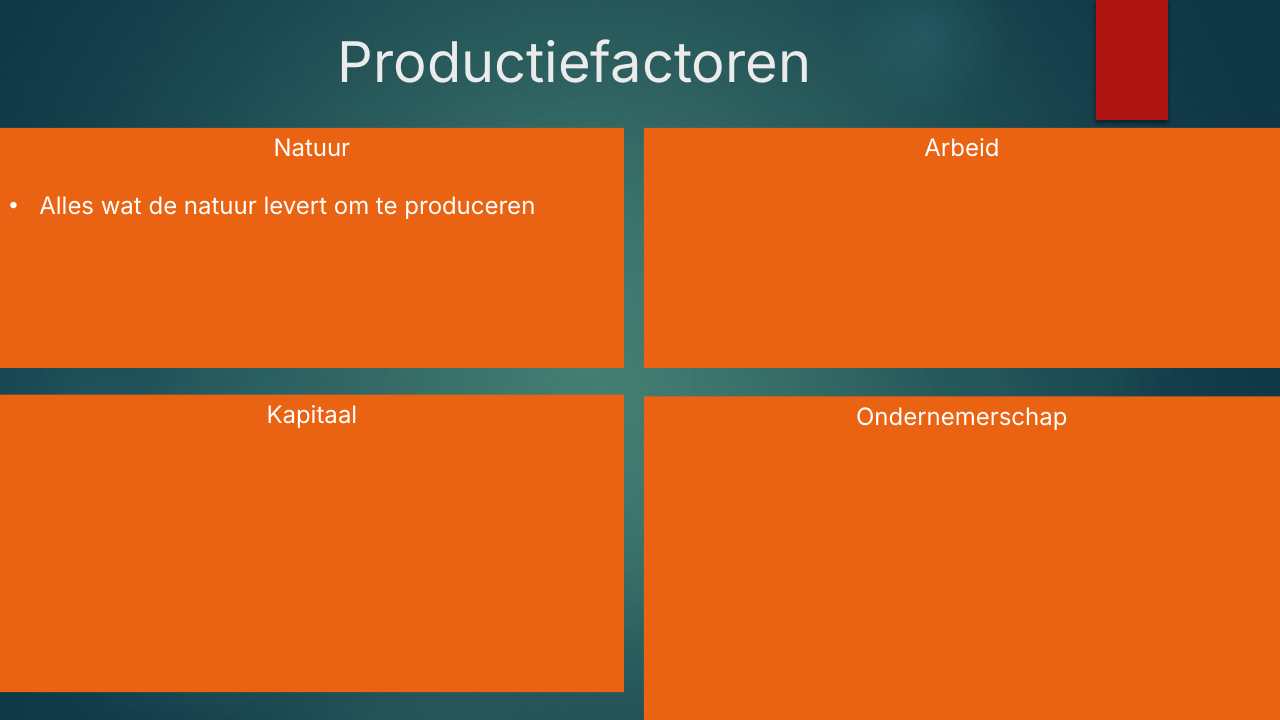 Productiefactoren
Natuur
• Alles wat de natuur levert om te produceren
Arbeid
Kapitaal
Ondernemerschap